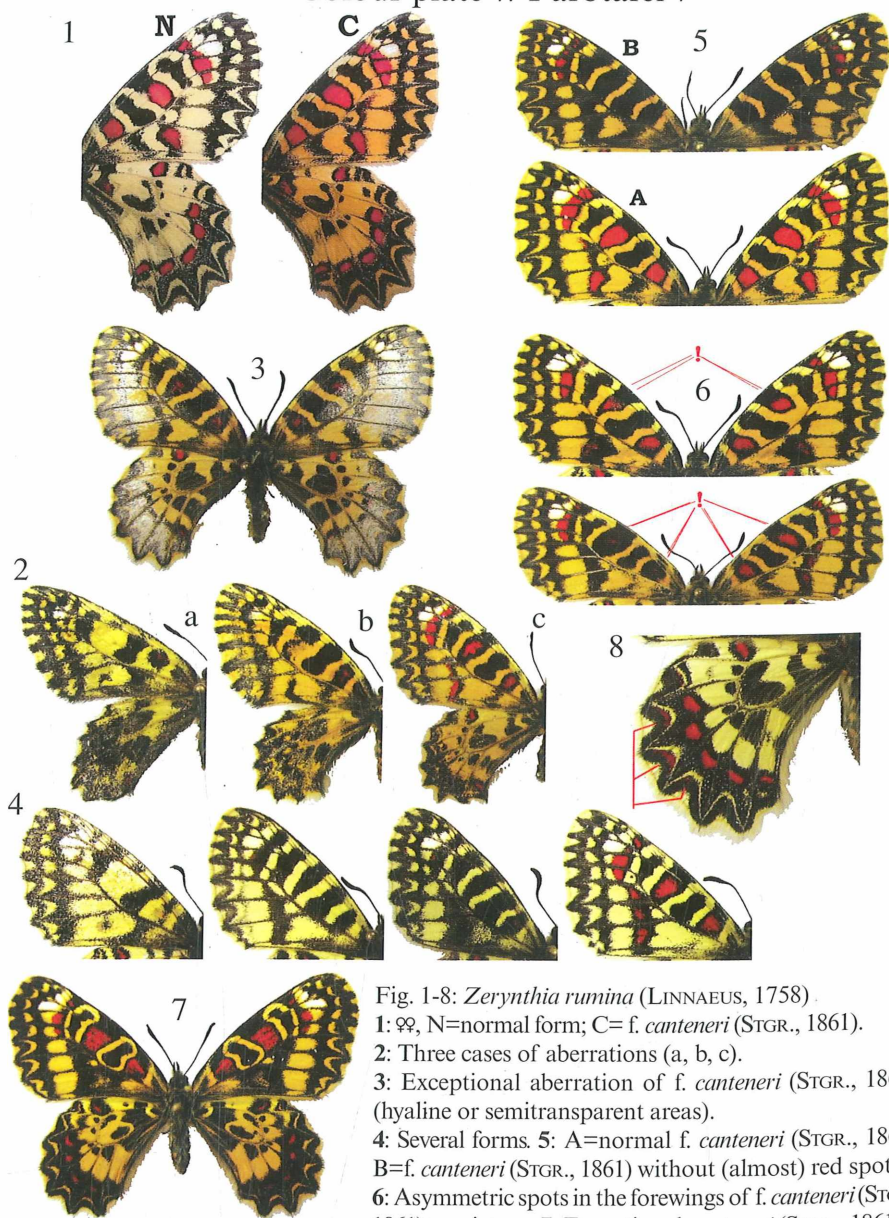 1
N
C
B
5
A
3
!
6
!
2
a
b
c
8
4
7
Fig. 1-8: Zerynthia rumina (LINNAEUS, 1758)
1: ♀♀, N=normal form; C= f. canteneri (STGR., 1861).
2: Three cases of aberrations (a, b, c).
3: Exceptional aberration of f. canteneri (STGR.,
(hyaline or semitransparent areas).
4: Several forms. 5: A=normal f. canteneri (STGR.,
B=f. canteneri (STGR., 1861) without (almost) red
6: Asymmetric spots in the forewings of f. canteneri